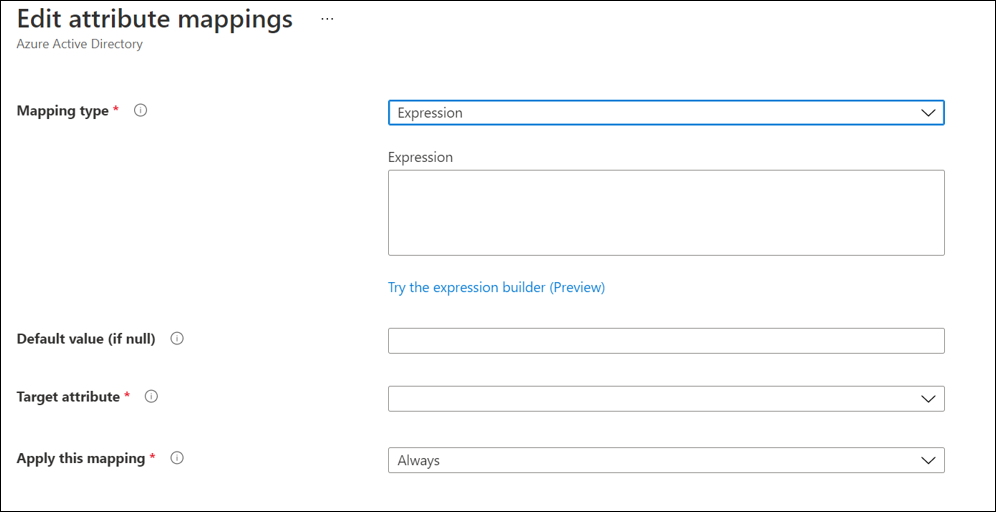 Edit attribute mappings ...
Azure Active Directory
Mapping type *
Expression
Expression
Try the expression builder (Preview)
Default value (if null)
Target attribute *
Apply this mapping *
Always